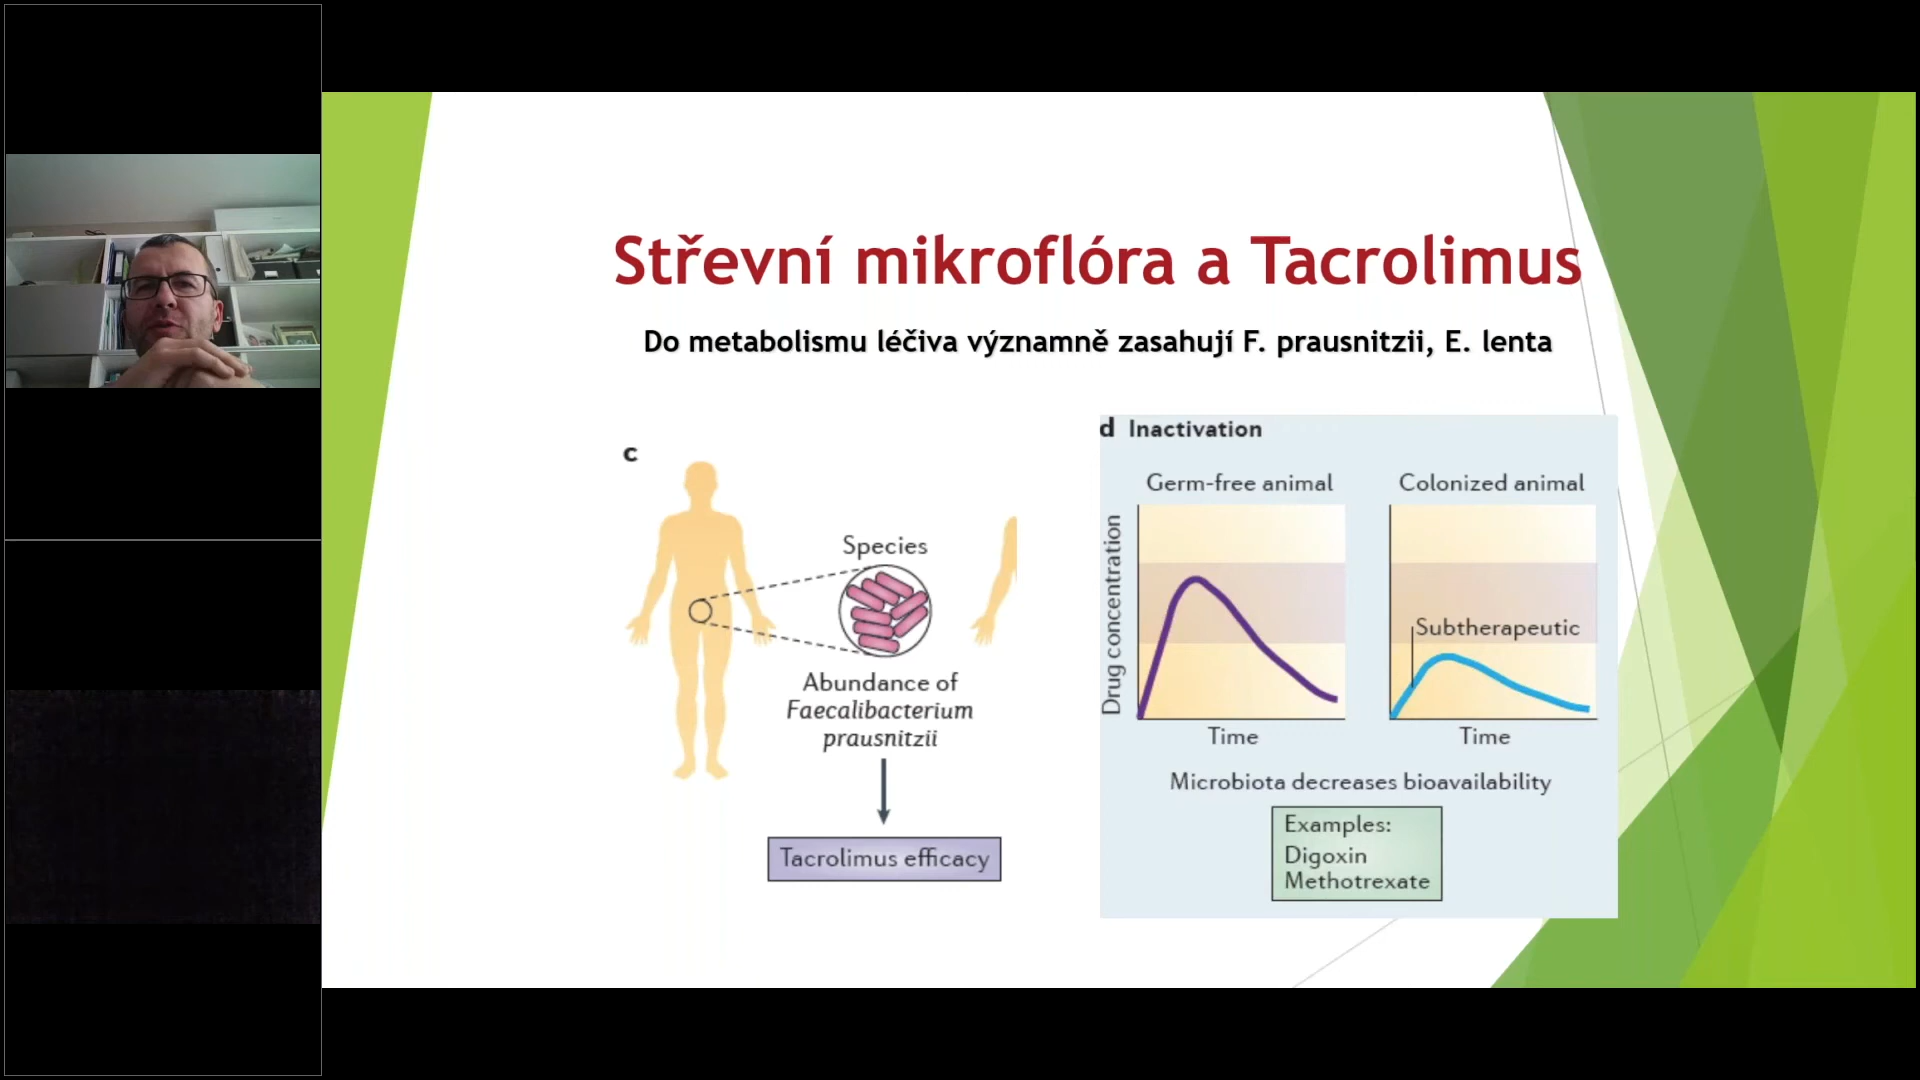 Střevní mikroflóra a Tacrolimus
Do metabolismu léčiva významně zasahují F. prausnitzii, E. lenta
c
Species
Abundance of
Faecalibacterium
prausnitzii
Tacrolimus efficacy
d Inactivation
Germ-free animal
Colonized animal
Drug concentration
Subtherapeutic
Time
Time
Microbiota decreases bioavailability
Examples:
Digoxin
Methotrexate